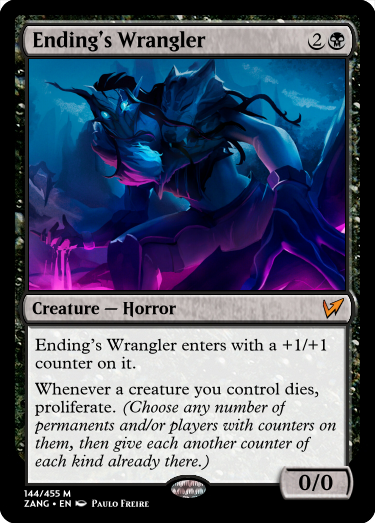 Ending's Wrangler 2
Creature — Horror
Ending's Wrangler enters with a +1/+1
counter on it.
Whenever a creature you control dies,
proliferate. (Choose any number of
permanents and/or players with counters on
them, then give each another counter of
each kind already there.)
0/0
144/455 M
ZANG • EN Paulo Freire